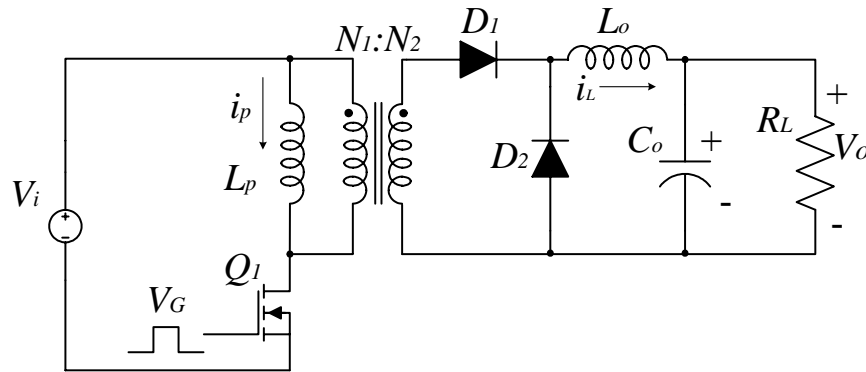 N1:N2
D1
Lo
ip
iL
+
Lp
D2
Co
+
RL
Vo
Vi
+
-
-
-
Q1
VG